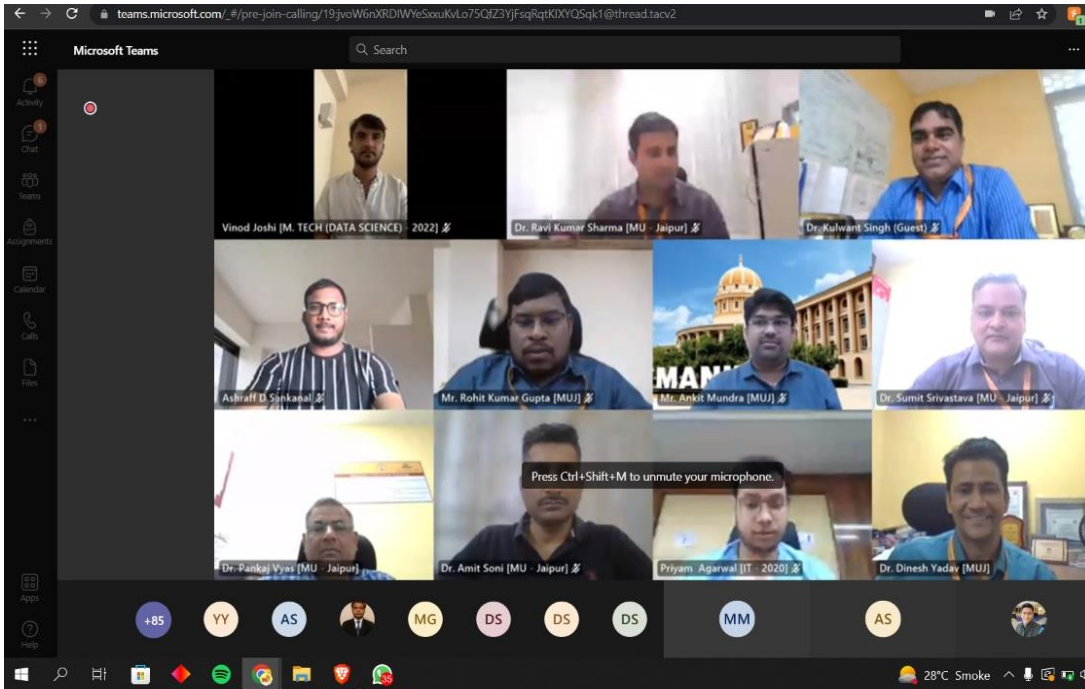 teams.microsoft.com/_#/pre-join-calling/19:jvoW6nXRDIWYeSxxuKvLo75QfZ3YjFsqRqtKIXYQSqk1@thread.tacv2
Microsoft Teams
Search
6
Activity
1
Chat
Teams
Assignments
Calendar
Calls
Files
Vinod Joshi [M. TECH (DATA SCIENCE) - 2022]
Dr. Ravi Kumar Sharma [MU - Jaipur]
Dr. Kulwant Singh (Guest)
Ashraff D Sankanal
Mr. Rohit Kumar Gupta [MUJ]
MAN
Mr. Ankit Mundra [MUJ]
Dr. Sumit Srivastava [MU - Jaipur]
Press Ctrl+Shift+M to unmute your microphone.
Dr. Pankaj Vyas [MU - Jaipur]
Dr. Amit Soni [MU - Jaipur]
Priyam Agarwal [IT - 2020]
Dr. Dinesh Yadav [MUJ]
Apps
Help
+85
YY
AS
MG
DS
DS
DS
MM
AS
35
28°C Smoke